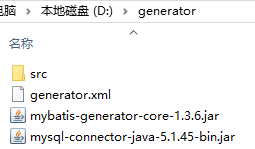 电脑 > 本地磁盘 (D:) > generator
名称
src
generator.xml
mybatis-generator-core-1.3.6.jar
mysql-connector-java-5.1.45-bin.jar